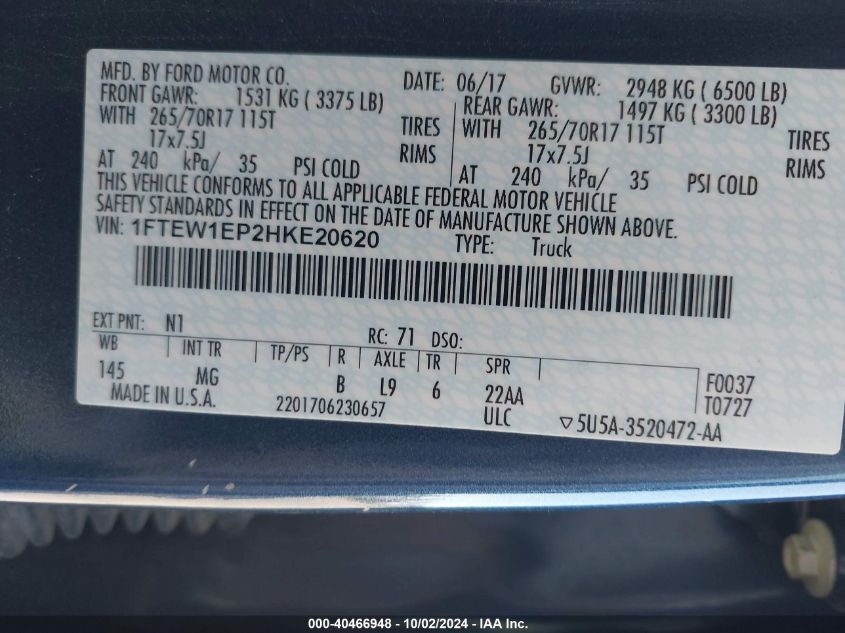 MFD. BY FORD MOTOR CO. DATE: 06/17 GVWR: 2948 KG ( 6500 LB)
FRONT GAWR: 1531 KG ( 3375 LB) REAR GAWR: 1497 KG ( 3300 LB)
WITH 265/70R17 115T TIRES WITH 265/70R17 115T TIRES
17x7.5J RIMS 17x7.5J RIMS
AT 240 kPa/ 35 PSI COLD AT 240 kPa/ 35 PSI COLD
THIS VEHICLE CONFORMS TO ALL APPLICABLE FEDERAL MOTOR VEHICLE
SAFETY STANDARDS IN EFFECT ON THE DATE OF MANUFACTURE SHOWN ABOVE.
VIN: 1FTEW1EP2HKE20620 TYPE: Truck
EXT PNT: N1 RC: 71 DSO:
WB INT TR TP/PS R AXLE TR SPR
145 MG B L9 6 22AA F0037
MADE IN U.S.A. 2201706230657 ULC T0727
▽5U5A-3520472-AA
000-40466948 - 10/02/2024 - IAA Inc.